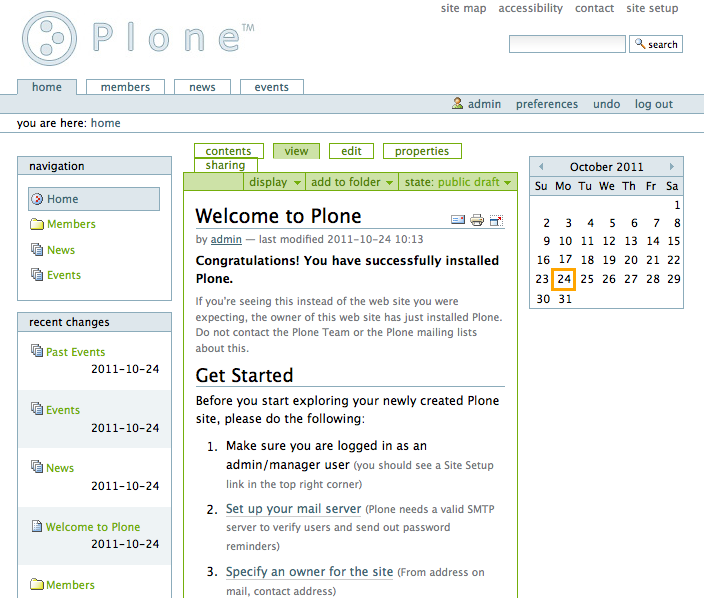 site map accessibility contact site setup
Plone™
search
home members news events
admin preferences undo log out
you are here: home
navigation
Home
Members
News
Events
recent changes
Past Events
2011-10-24
Events
2011-10-24
News
2011-10-24
Welcome to Plone
2011-10-24
Members
contents view edit properties
sharing
display add to folder state: public draft
Welcome to Plone
by admin — last modified 2011-10-24 10:13
Congratulations! You have successfully installed
Plone.
If you're seeing this instead of the web site you were
expecting, the owner of this web site has just installed Plone.
Do not contact the Plone Team or the Plone mailing lists
about this.
Get Started
Before you start exploring your newly created Plone
site, please do the following:
1. Make sure you are logged in as an
admin/manager user (you should see a Site Setup
link in the top right corner)
2. Set up your mail server (Plone needs a valid SMTP
server to verify users and send out password
reminders)
3. Specify an owner for the site (From address on
mail, contact address)
October 2011
Su Mo Tu We Th Fr Sa
1
2 3 4 5 6 7 8
9 10 11 12 13 14 15
16 17 18 19 20 21 22
23 24 25 26 27 28 29
30 31